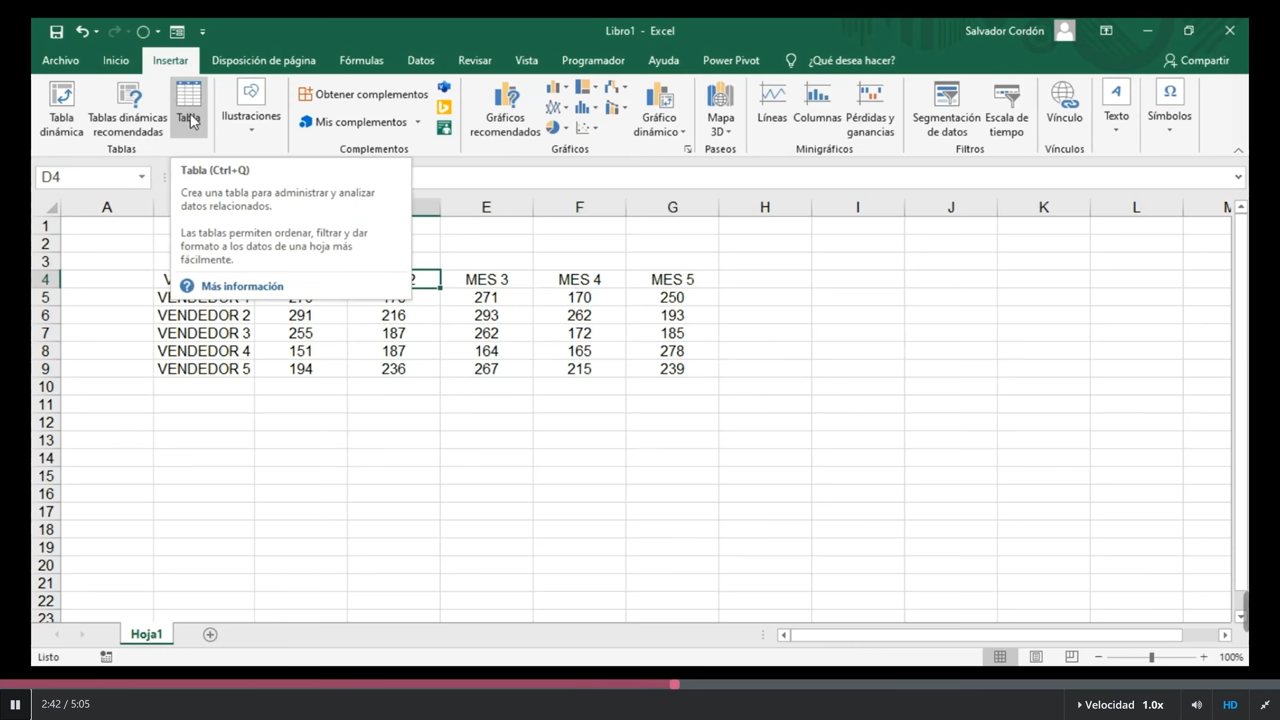 Libro1 - Excel
Salvador Cordón
Archivo Inicio Insertar Disposición de página Fórmulas Datos Revisar Vista Programador Ayuda Power Pivot ¿Qué desea hacer? Compartir
Tabla dinámica
Tablas dinámicas recomendadas
Tabla
Tablas
Ilustraciones
Obtener complementos
Mis complementos
Complementos
Gráficos recomendados
Gráfico dinámico
Gráficos
Mapa 3D
Paseos
Líneas
Columnas
Pérdidas y ganancias
Minigráficos
Segmentación de datos
Escala de tiempo
Filtros
Vínculo
Vínculos
Texto
Símbolos
D4
Tabla (Ctrl+Q)
Crea una tabla para administrar y analizar
datos relacionados.
Las tablas permiten ordenar, filtrar y dar
formato a los datos de una hoja más
fácilmente.
Más información
A E F G H I J K L M
1
2
3
4 MES 3 MES 4 MES 5
5 VENDEDOR 1 271 170 250
6 VENDEDOR 2 291 216 293 262 193
7 VENDEDOR 3 255 187 262 172 185
8 VENDEDOR 4 151 187 164 165 278
9 VENDEDOR 5 194 236 267 215 239
10
11
12
13
14
15
16
17
18
19
20
21
22
23
Hoja1
Listo
100%
2:42 / 5:05
Velocidad 1.0x
HD